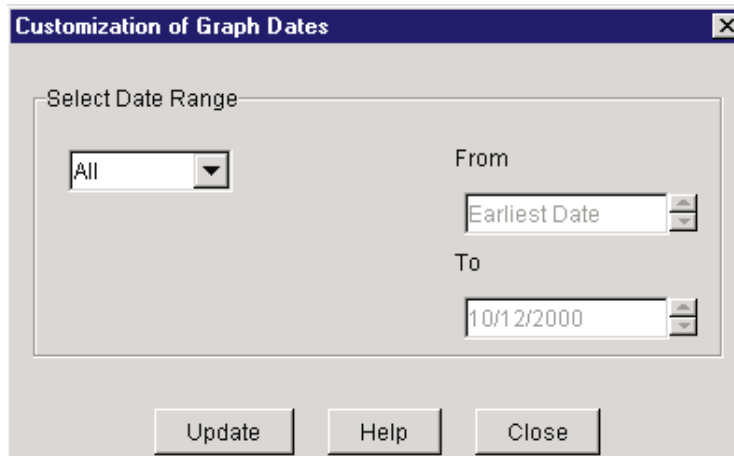 Customization of Graph Dates
Select Date Range
All
From
Earliest Date
To
10/12/2000
Update Help Close